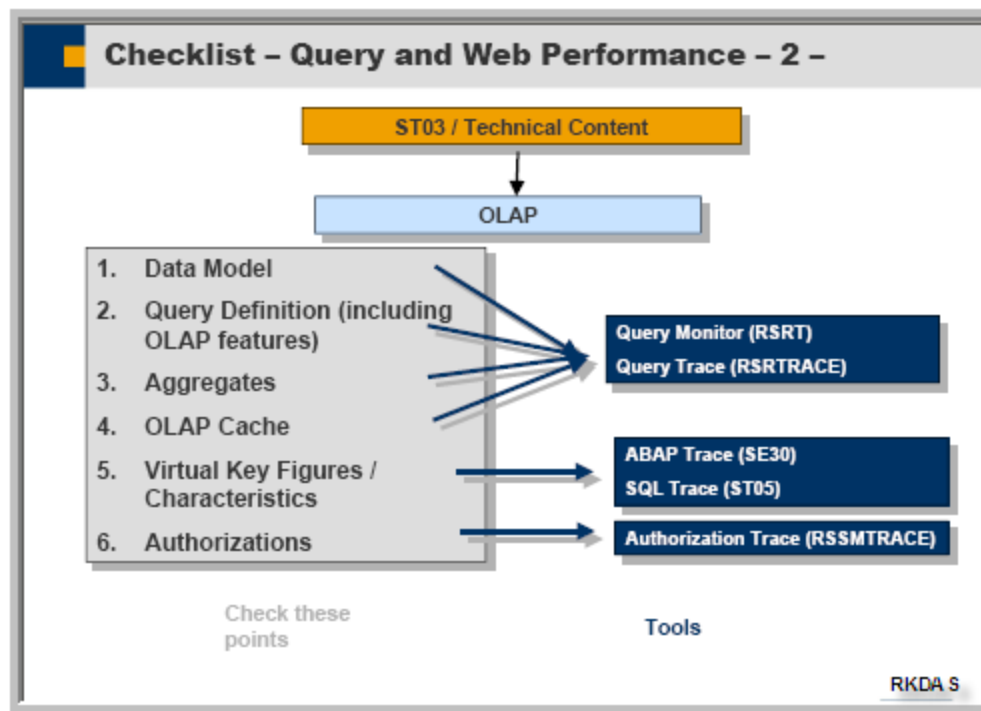 Checklist – Query and Web Performance – 2 –
ST03 / Technical Content
OLAP
1. Data Model
2. Query Definition (including
OLAP features)
3. Aggregates
4. OLAP Cache
5. Virtual Key Figures /
Characteristics
6. Authorizations
Query Monitor (RSRT)
Query Trace (RSRTRACE)
ABAP Trace (SE30)
SQL Trace (ST05)
Authorization Trace (RSSMTRACE)
Check these
points
Tools
RKDA S